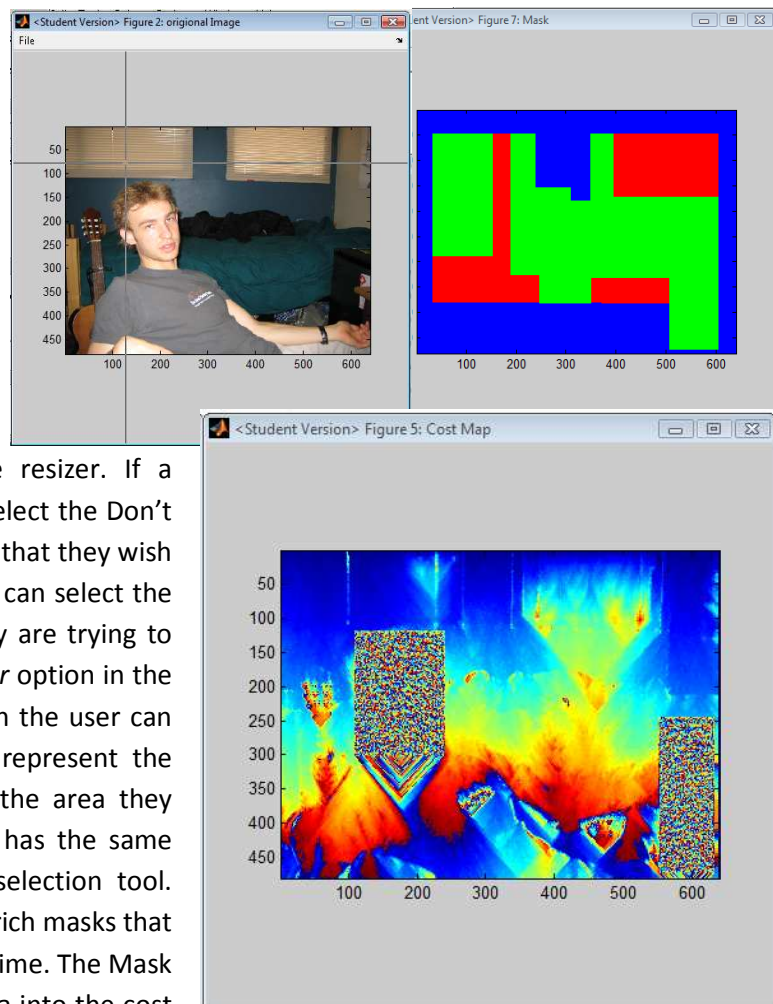 <Student Version> Figure 2: origional Image
File
50
100
150
200
250
300
350
400
450
100 200 300 400 500 600
ent Version> Figure 7: Mask
100 200 300 400 500 600
<Student Version> Figure 5: Cost Map
50
100
150
200
250
300
350
400
450
100 200 300 400 500 600
resizer. If a
elect the Don’t
that they wish
can select the
y are trying to
r option in the
n the user can
represent the
the area they
has the same
selection tool.
rich masks that
ime. The Mask
into the cost